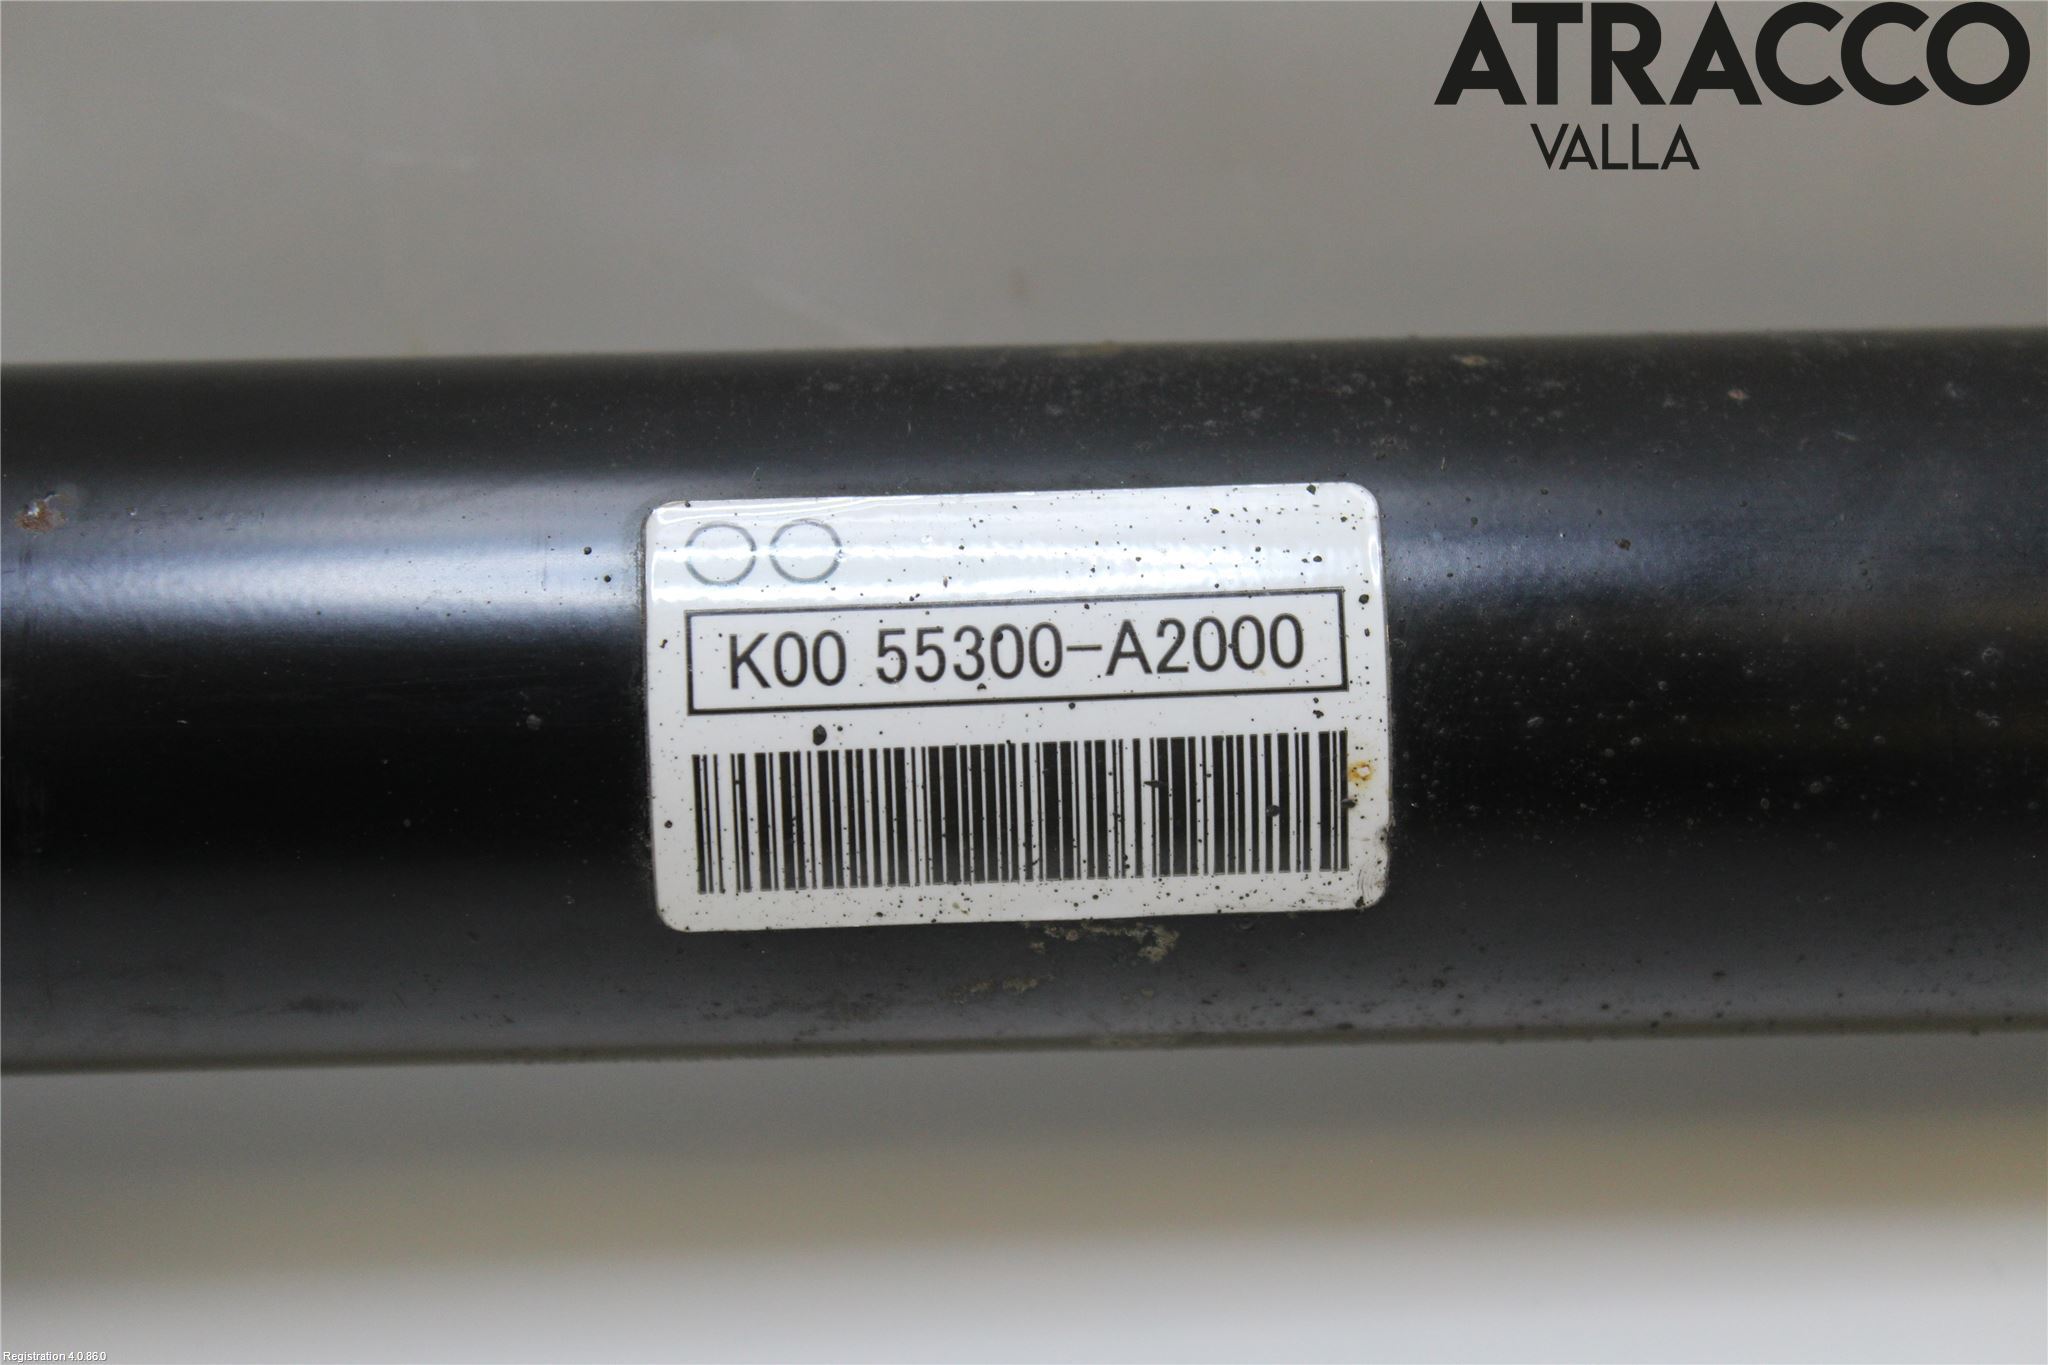 ATRACCO
VALLA
K00 55300-A2000
Registration 4.0.86.0